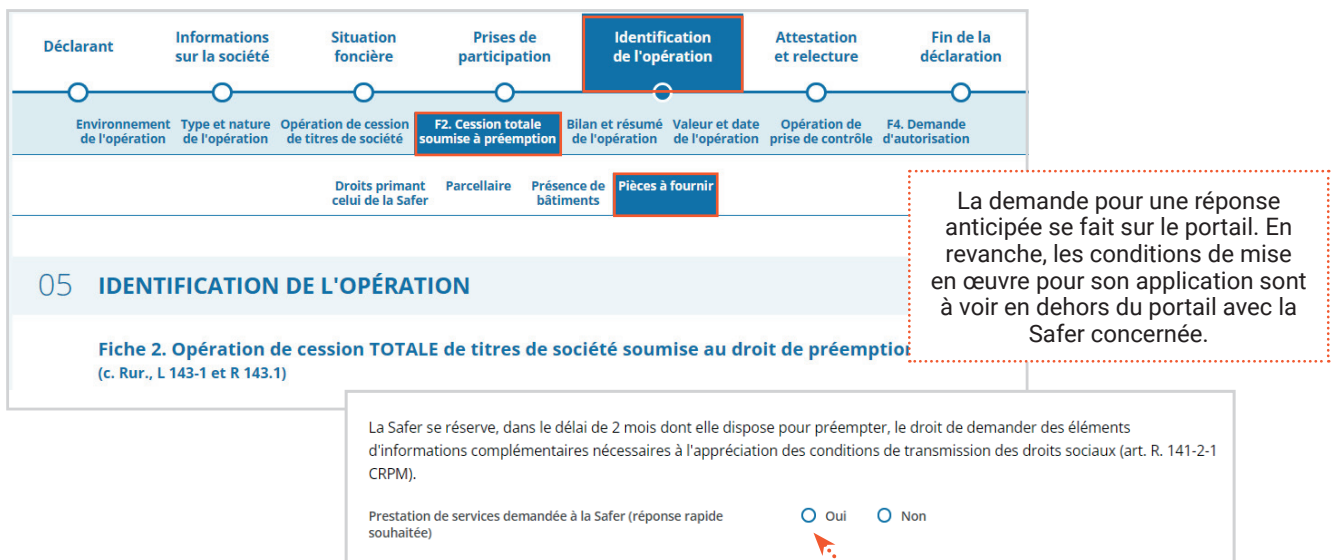 Déclarant
Informations
sur la société
Situation
foncière
Prises de
participation
Identification
de l'opération
Attestation
et relecture
Fin de la
déclaration
Environnement
de l'opération
Type et nature
de l'opération
Opération de cession
de titres de société
F2. Cession totale
soumise à préemption
Bilan et résumé
de l'opération
Valeur et date
de l'opération
Opération de
prise de contrôle
F4. Demande
d'autorisation
Droits primant
celui de la Safer
Parcellaire
Présence de
bâtiments
Pièces à fournir
La demande pour une réponse
anticipée se fait sur le portail. En
revanche, les conditions de mise
en œuvre pour son application sont
à voir en dehors du portail avec la
Safer concernée.
05 IDENTIFICATION DE L'OPÉRATION
Fiche 2. Opération de cession TOTALE de titres de société soumise au droit de préemption
(c. Rur., L 143-1 et R 143.1)
La Safer se réserve, dans le délai de 2 mois dont elle dispose pour préempter, le droit de demander des éléments
d'informations complémentaires nécessaires à l'appréciation des conditions de transmission des droits sociaux (art. R. 141-2-1
CRPM).
Prestation de services demandée à la Safer (réponse rapide
souhaitée)
Oui Non